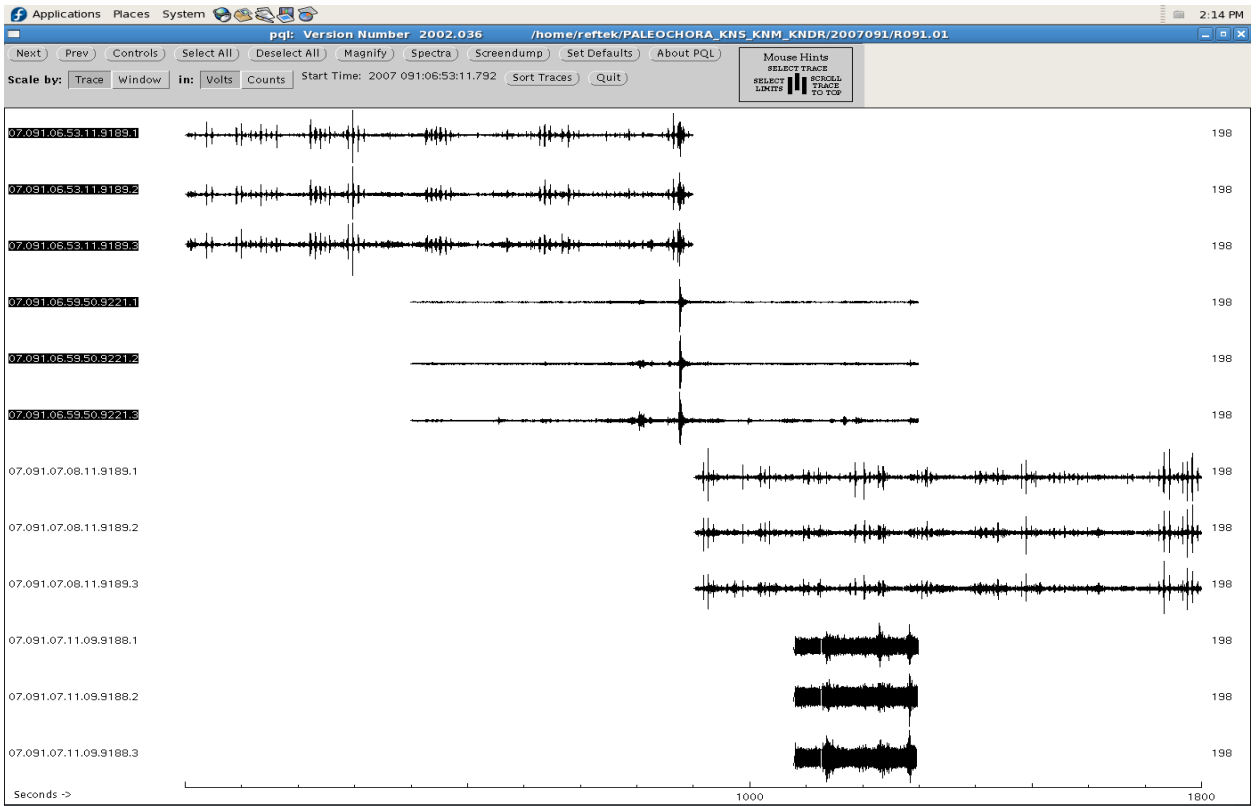 Applications Places System 2:14 PM
pql: Version Number 2002.036 /home/reftek/PALEOCHORA_KNS_KNM_KNDR/2007091/R091.01
Next Prev Controls Select All Deselect All Magnify Spectra Screendump Set Defaults About PQL
Scale by: Trace Window in: Volts Counts Start Time: 2007 091:06:53:11.792 Sort Traces Quit
Mouse Hints
SELECT TRACE
SELECT LIMITS
SCROLL TRACE TO TOP
07.091.06.53.11.9189.1 198
07.091.06.53.11.9189.2 198
07.091.06.53.11.9189.3 198
07.091.06.59.50.9221.1 198
07.091.06.59.50.9221.2 198
07.091.06.59.50.9221.3 198
07.091.07.08.11.9189.1 198
07.091.07.08.11.9189.2 198
07.091.07.08.11.9189.3 198
07.091.07.11.09.9188.1 198
07.091.07.11.09.9188.2 198
07.091.07.11.09.9188.3 198
Seconds -> 1000 1800